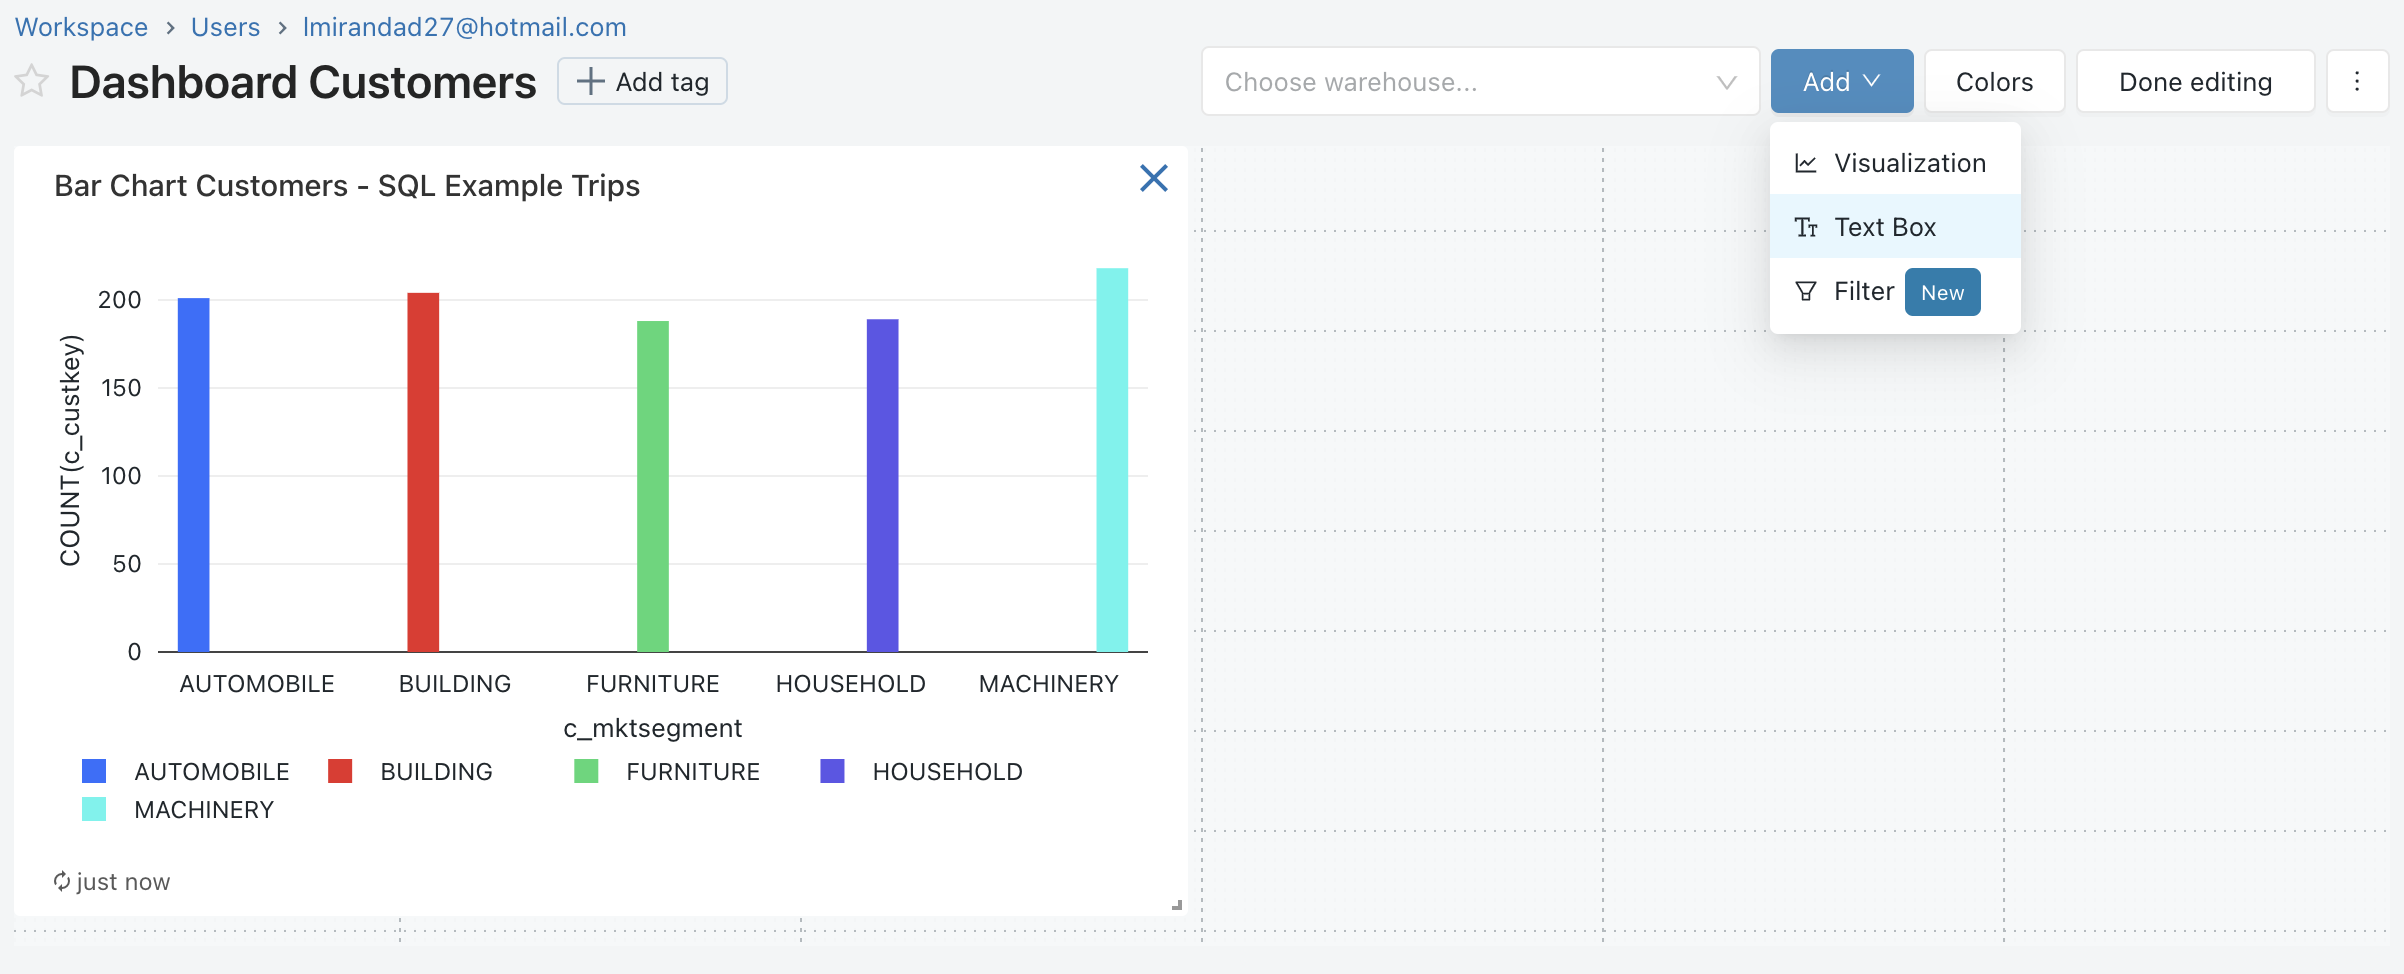 Workspace > Users > lmirandad27@hotmail.com
Dashboard Customers
+ Add tag
Choose warehouse...
Add
Colors
Done editing
Visualization
Text Box
Filter New
Bar Chart Customers - SQL Example Trips
COUNT(c_custkey)
200
150
100
50
0
AUTOMOBILE BUILDING FURNITURE HOUSEHOLD MACHINERY
c_mktsegment
AUTOMOBILE BUILDING FURNITURE HOUSEHOLD
MACHINERY
just now